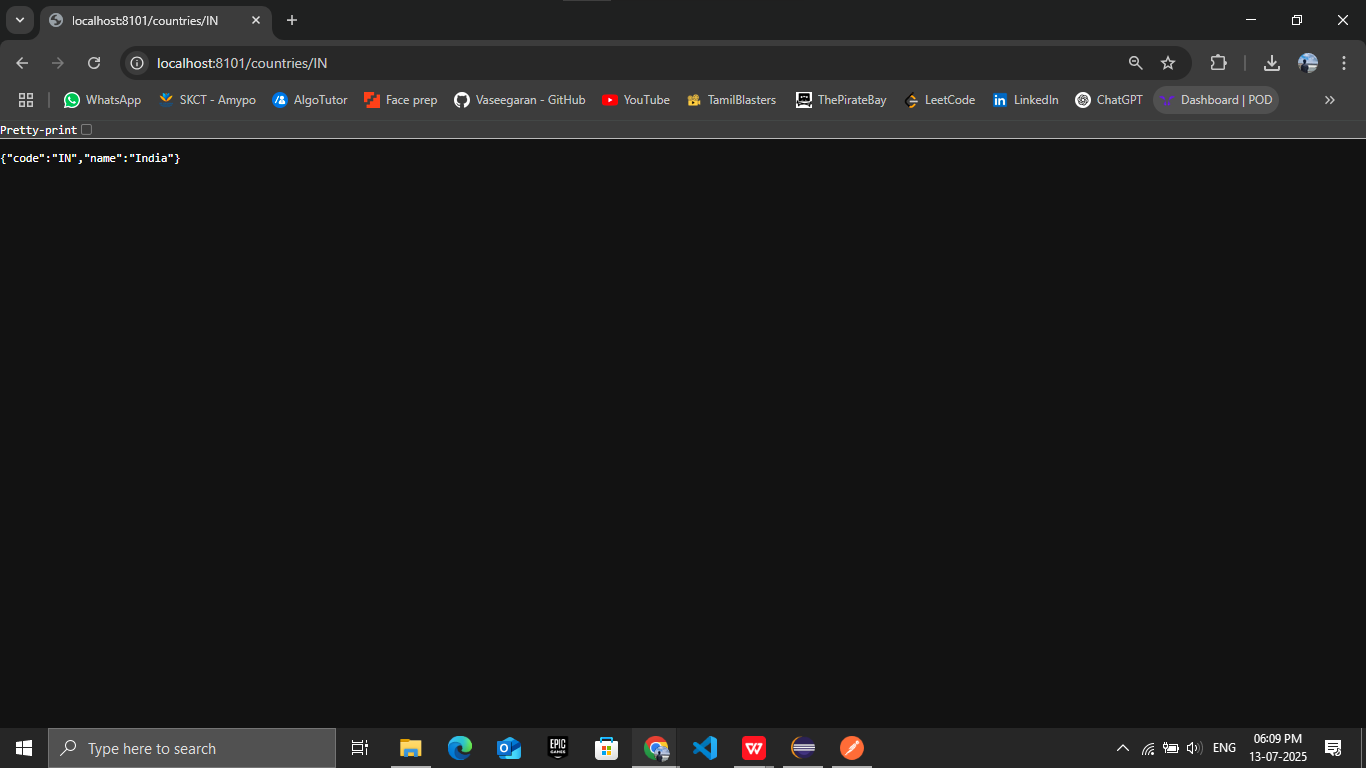 localhost:8101/countries/IN
localhost:8101/countries/IN
WhatsApp SKCT - Amypo AlgoTutor Face prep Vaseegaran - GitHub YouTube TamilBlasters ThePirateBay LeetCode LinkedIn ChatGPT Dashboard | POD
Pretty-print
{"code":"IN","name":"India"}
Type here to search
EPIC GAMES
ENG
06:09 PM
13-07-2025